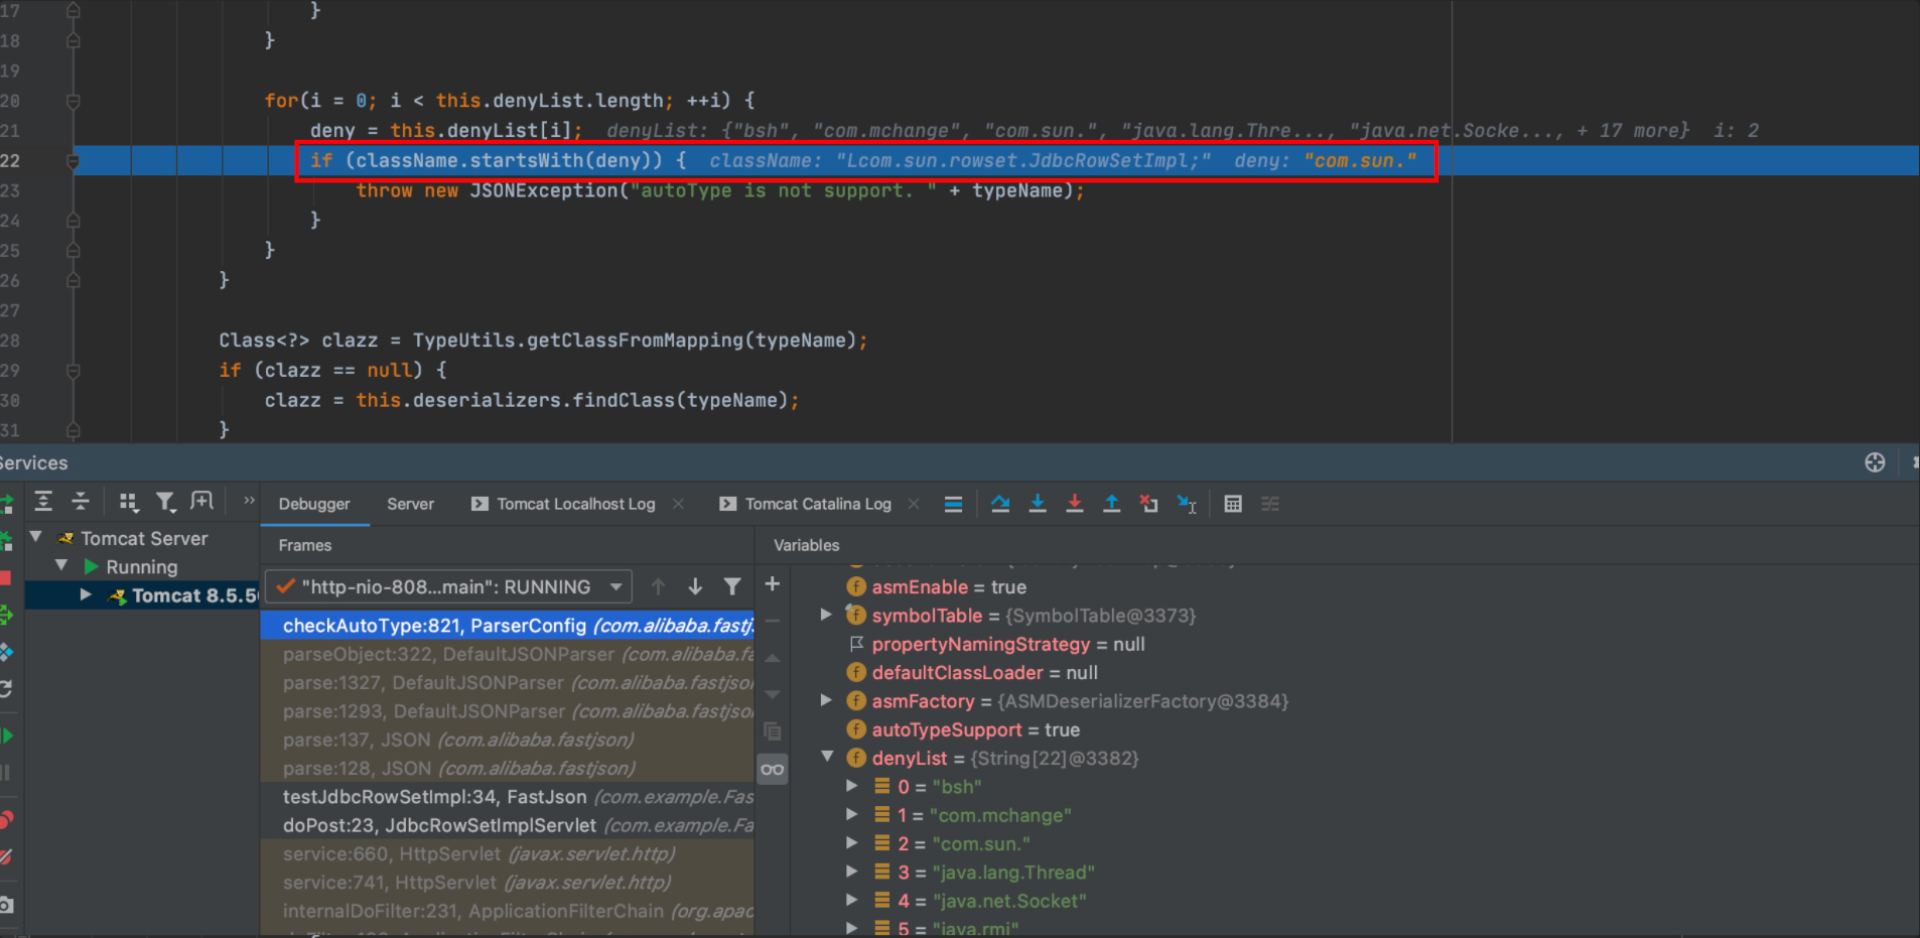 17 }
18 }
19
20 for(i = 0; i < this.denyList.length; ++i) {
21 deny = this.denyList[i]; denyList: {"bsh", "com.mchange", "com.sun.", "java.lang.Thre..., "java.net.Socke..., + 17 more} i: 2
22 if (className.startsWith(deny)) { className: "Lcom.sun.rowset.JdbcRowSetImpl;" deny: "com.sun."
23 throw new JSONException("autoType is not support. " + typeName);
24 }
25 }
26 }
27
28 Class<?> clazz = TypeUtils.getClassFromMapping(typeName);
29 if (clazz == null) {
30 clazz = this.deserializers.findClass(typeName);
31 }
Services
Debugger Server Tomcat Localhost Log Tomcat Catalina Log
Tomcat Server
Running
Tomcat 8.5.5
Frames
"http-nio-808...main": RUNNING
checkAutoType:821, ParserConfig (com.alibaba.fastj
parseObject:322, DefaultJSONParser (com.alibaba.fa
parse:1327, DefaultJSONParser (com.alibaba.fastjso
parse:1293, DefaultJSONParser (com.alibaba.fastjso
parse:137, JSON (com.alibaba.fastjson)
parse:128, JSON (com.alibaba.fastjson)
testJdbcRowSetImpl:34, FastJson (com.example.Fas
doPost:23, JdbcRowSetImplServlet (com.example.Fa
service:660, HttpServlet (javax.servlet.http)
service:741, HttpServlet (javax.servlet.http)
internalDoFilter:231, ApplicationFilterChain (org.apac
Variables
asmEnable = true
symbolTable = {SymbolTable@3373}
propertyNamingStrategy = null
defaultClassLoader = null
asmFactory = {ASMDeserializerFactory@3384}
autoTypeSupport = true
denyList = {String[22]@3382}
0 = "bsh"
1 = "com.mchange"
2 = "com.sun."
3 = "java.lang.Thread"
4 = "java.net.Socket"
5 = "java.rmi"